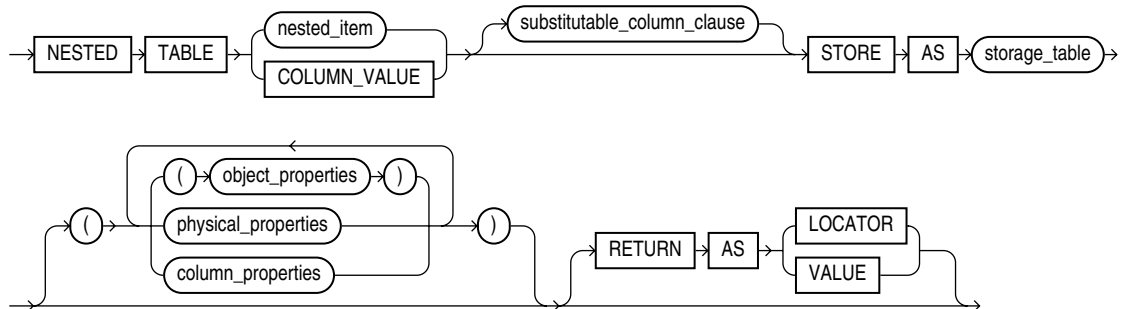 nested_item substitutable_column_clause
NESTED TABLE STORE AS storage_table
COLUMN_VALUE
( object_properties ) LOCATOR
( physical_properties ) RETURN AS
column_properties VALUE